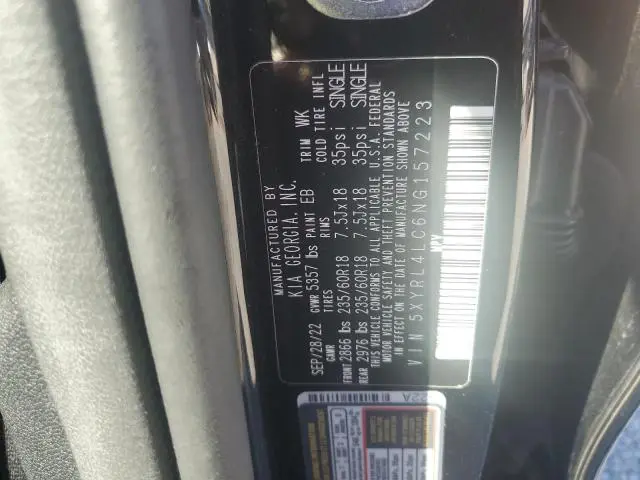 MANUFACTURED BY
KIA GEORGIA, INC.
SEP/28/22 GVWR 5357 lbs PAINT EB TRIM WK
GAWR TIRES RIMS COLD TIRE INFL
FRONT 2866 lbs 235/60R18 7.5Jx18 35psi SINGLE
REAR 2976 lbs 235/60R18 7.5Jx18 35psi SINGLE
THIS VEHICLE CONFORMS TO ALL APPLICABLE U.S.A. FEDERAL
MOTOR VEHICLE SAFETY AND THEFT PREVENTION STANDARDS
IN EFFECT ON THE DATE OF MANUFACTURE SHOWN ABOVE
VIN 5XYRL4LC6NG157223
MPV
22A